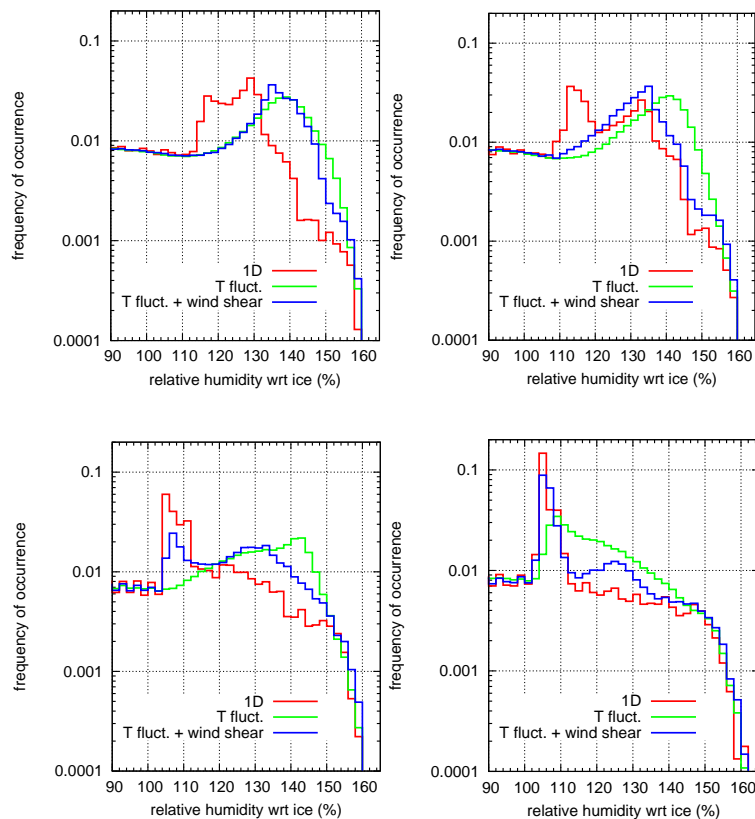 0.1
0.01
0.001
0.0001
frequency of occurrence
1D
T fluct.
T fluct. + wind shear
90 100 110 120 130 140 150 160
relative humidity wrt ice (%)
0.1
0.01
0.001
0.0001
frequency of occurrence
1D
T fluct.
T fluct. + wind shear
90 100 110 120 130 140 150 160
relative humidity wrt ice (%)
0.1
0.01
0.001
0.0001
frequency of occurrence
1D
T fluct.
T fluct. + wind shear
90 100 110 120 130 140 150 160
relative humidity wrt ice (%)
0.1
0.01
0.001
0.0001
frequency of occurrence
1D
T fluct.
T fluct. + wind shear
90 100 110 120 130 140 150 160
relative humidity wrt ice (%)